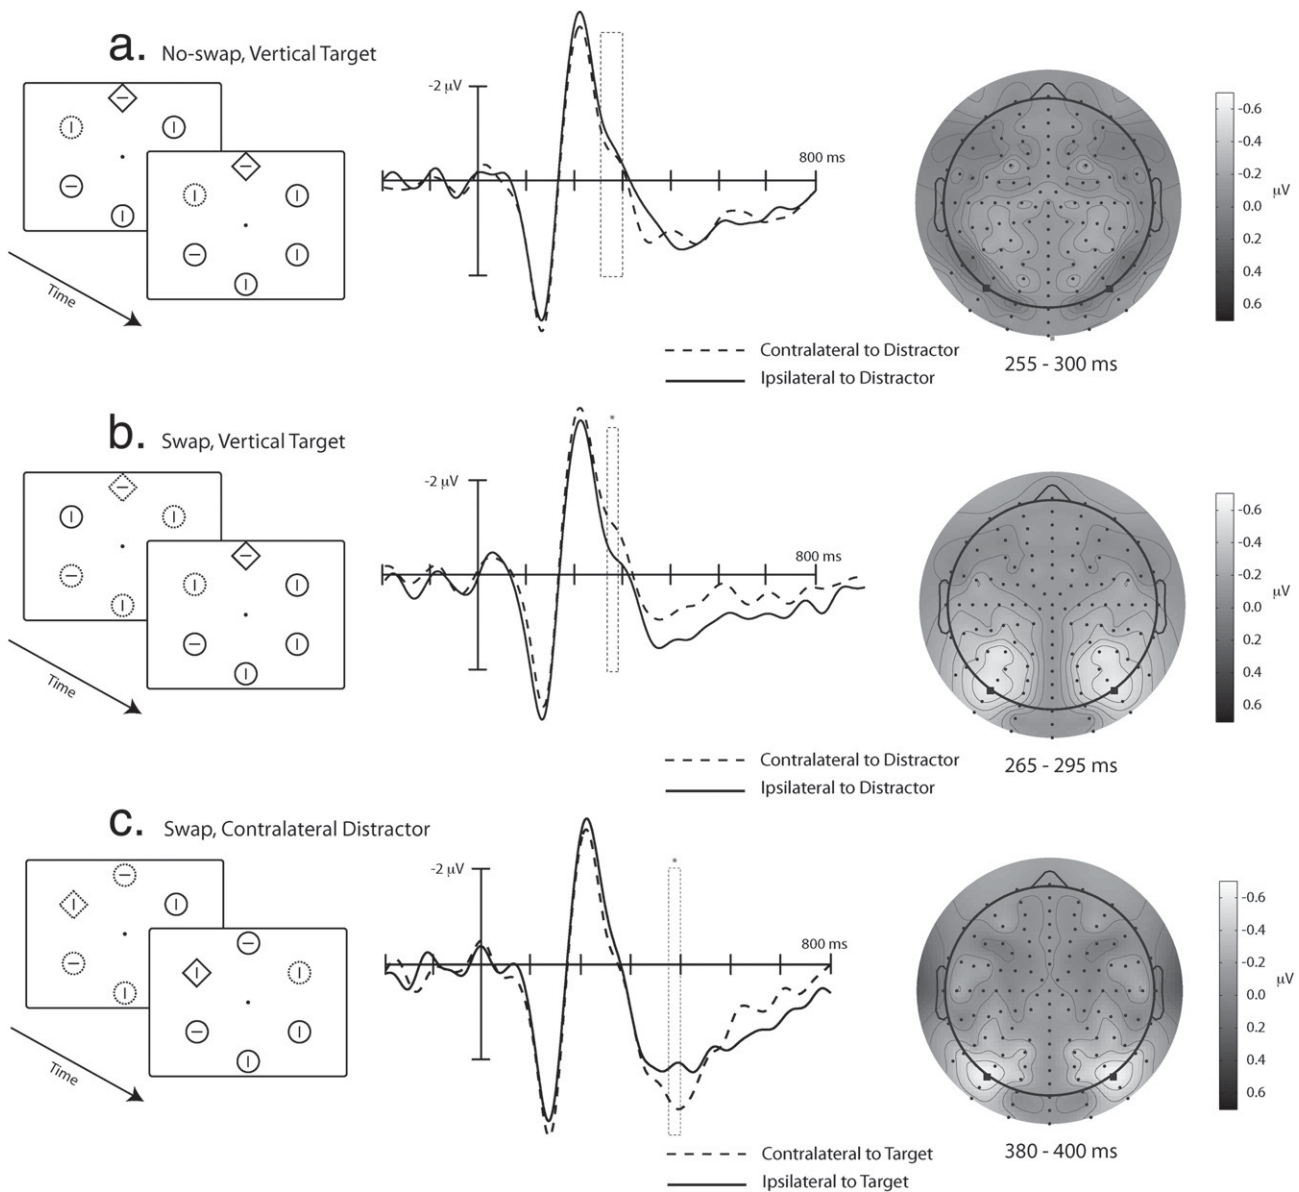 a. No-swap, Vertical Target
-2 μV
800 ms
Time
-0.6
-0.4
-0.2
0.0
0.2
0.4
0.6
μV
Contralateral to Distractor
Ipsilateral to Distractor
255 - 300 ms
b. Swap, Vertical Target
*
-2 μV
800 ms
Time
-0.6
-0.4
-0.2
0.0
0.2
0.4
0.6
μV
Contralateral to Distractor
Ipsilateral to Distractor
265 - 295 ms
c. Swap, Contralateral Distractor
*
-2 μV
800 ms
Time
-0.6
-0.4
-0.2
0.0
0.2
0.4
0.6
μV
Contralateral to Target
Ipsilateral to Target
380 - 400 ms